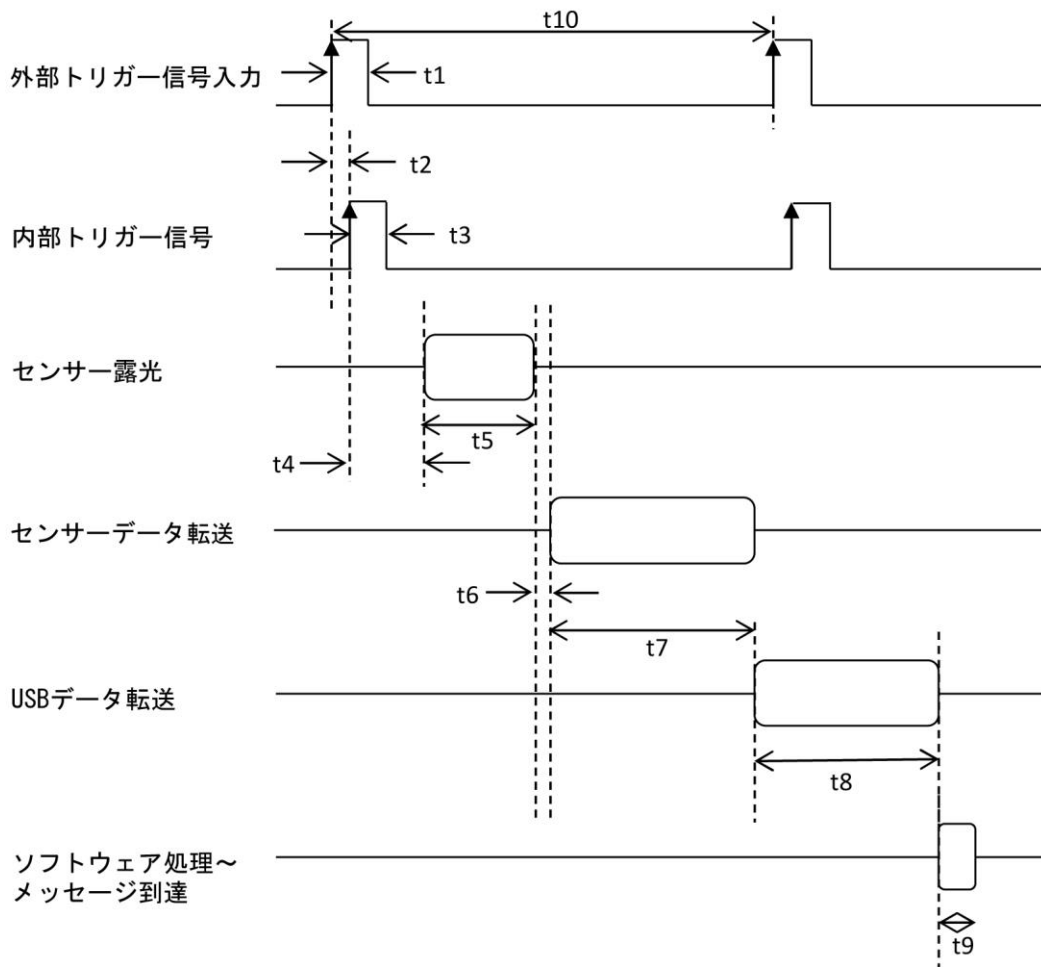 t10
外部トリガー信号入力
t1
t2
内部トリガー信号
t3
センサー露光
t5
t4
センサーデータ転送
t6
t7
USBデータ転送
t8
ソフトウェア処理～
メッセージ到達
t9